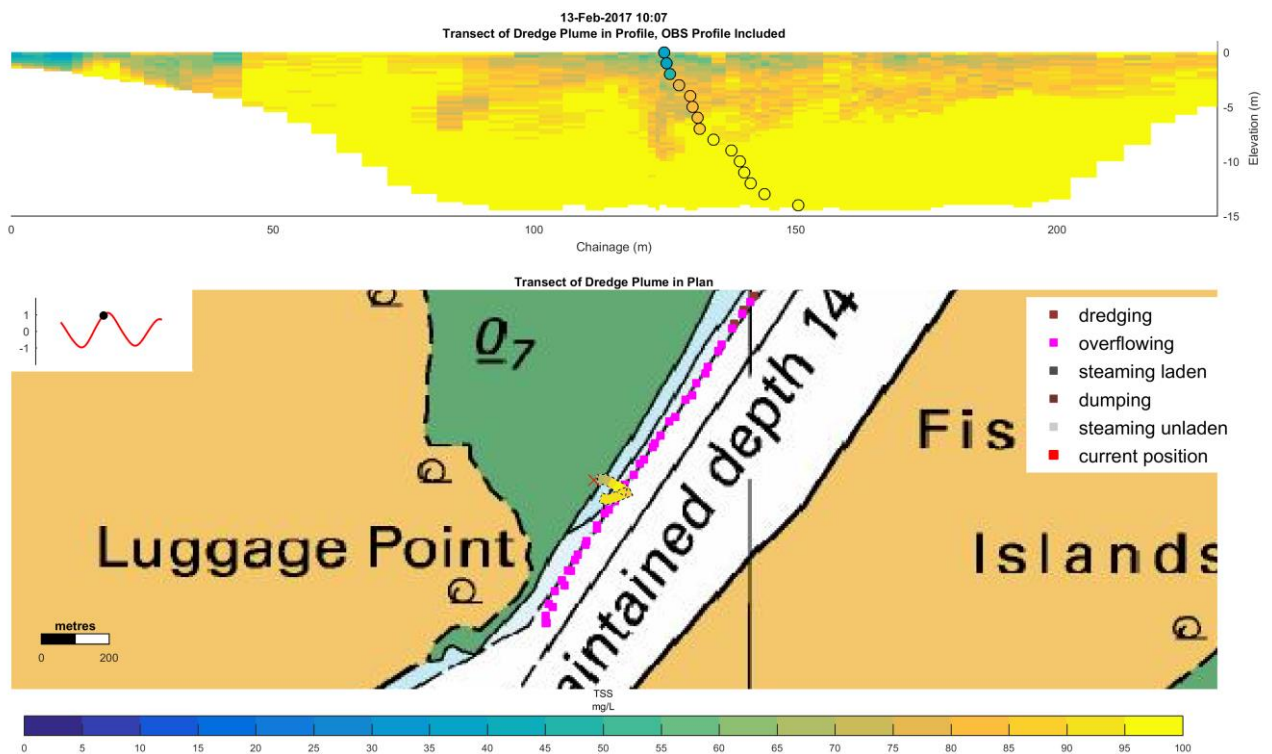 13-Feb-2017 10:07
Transect of Dredge Plume in Profile, OBS Profile Included
0
-5
-10
-15
Elevation (m)
0 50 100 150 200
Chainage (m)
Transect of Dredge Plume in Plan
1
0
-1
07
dredging
overflowing
steaming laden
dumping
steaming unladen
current position
Fis
Islands
Luggage Point
aintained depth 14
metres
0 200
TSS
mg/L
0 5 10 15 20 25 30 35 40 45 50 55 60 65 70 75 80 85 90 95 100